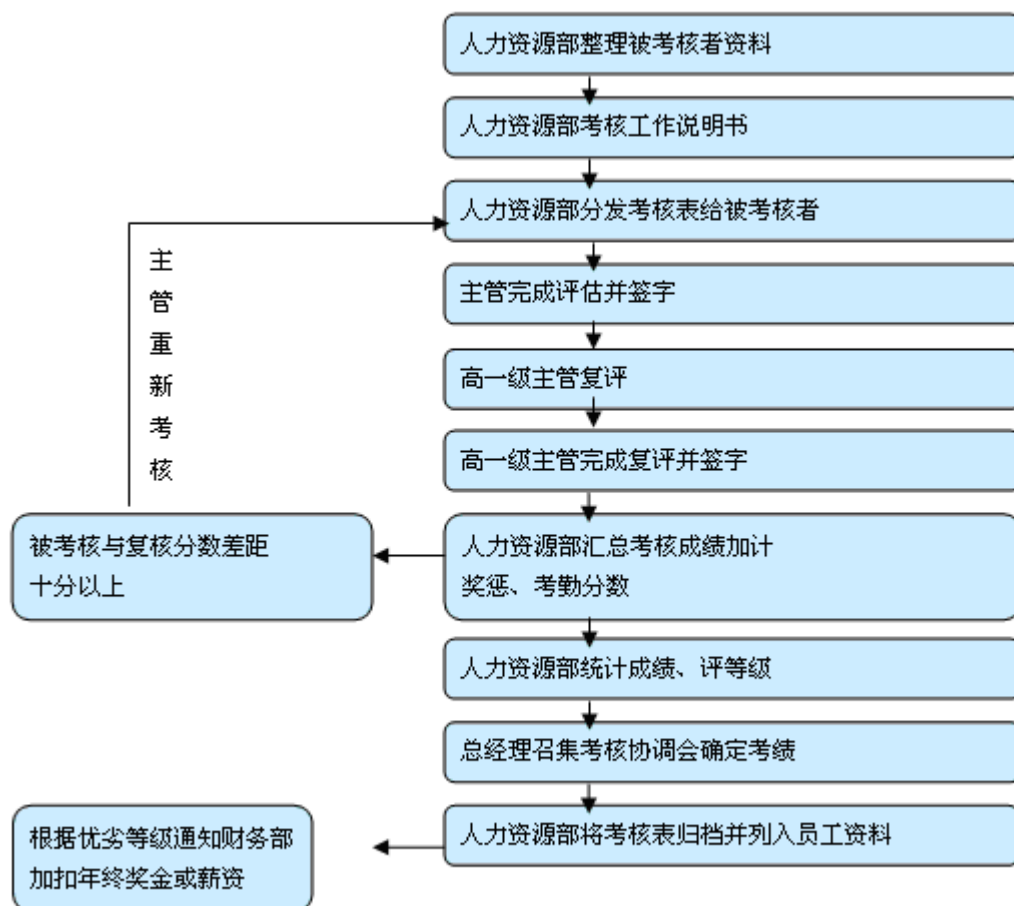 人力资源部整理被考核者资料
人力资源部考核工作说明书
人力资源部分发考核表给被考核者
主管重新考核
主管完成评估并签字
高一级主管复评
高一级主管完成复评并签字
被考核与复核分数差距
十分以上
人力资源部汇总考核成绩加计
奖惩、考勤分数
人力资源部统计成绩、评等级
总经理召集考核协调会确定考绩
人力资源部将考核表归档并列入员工资料
根据优劣等级通知财务部
加扣年终奖金或薪资